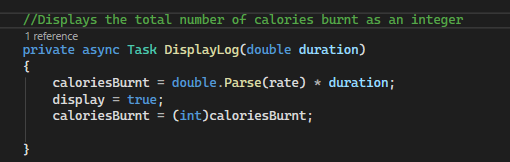 //Displays the total number of calories burnt as an integer
1 reference
private async Task DisplayLog(double duration)
{
caloriesBurnt = double.Parse(rate) * duration;
display = true;
caloriesBurnt = (int)caloriesBurnt;
}